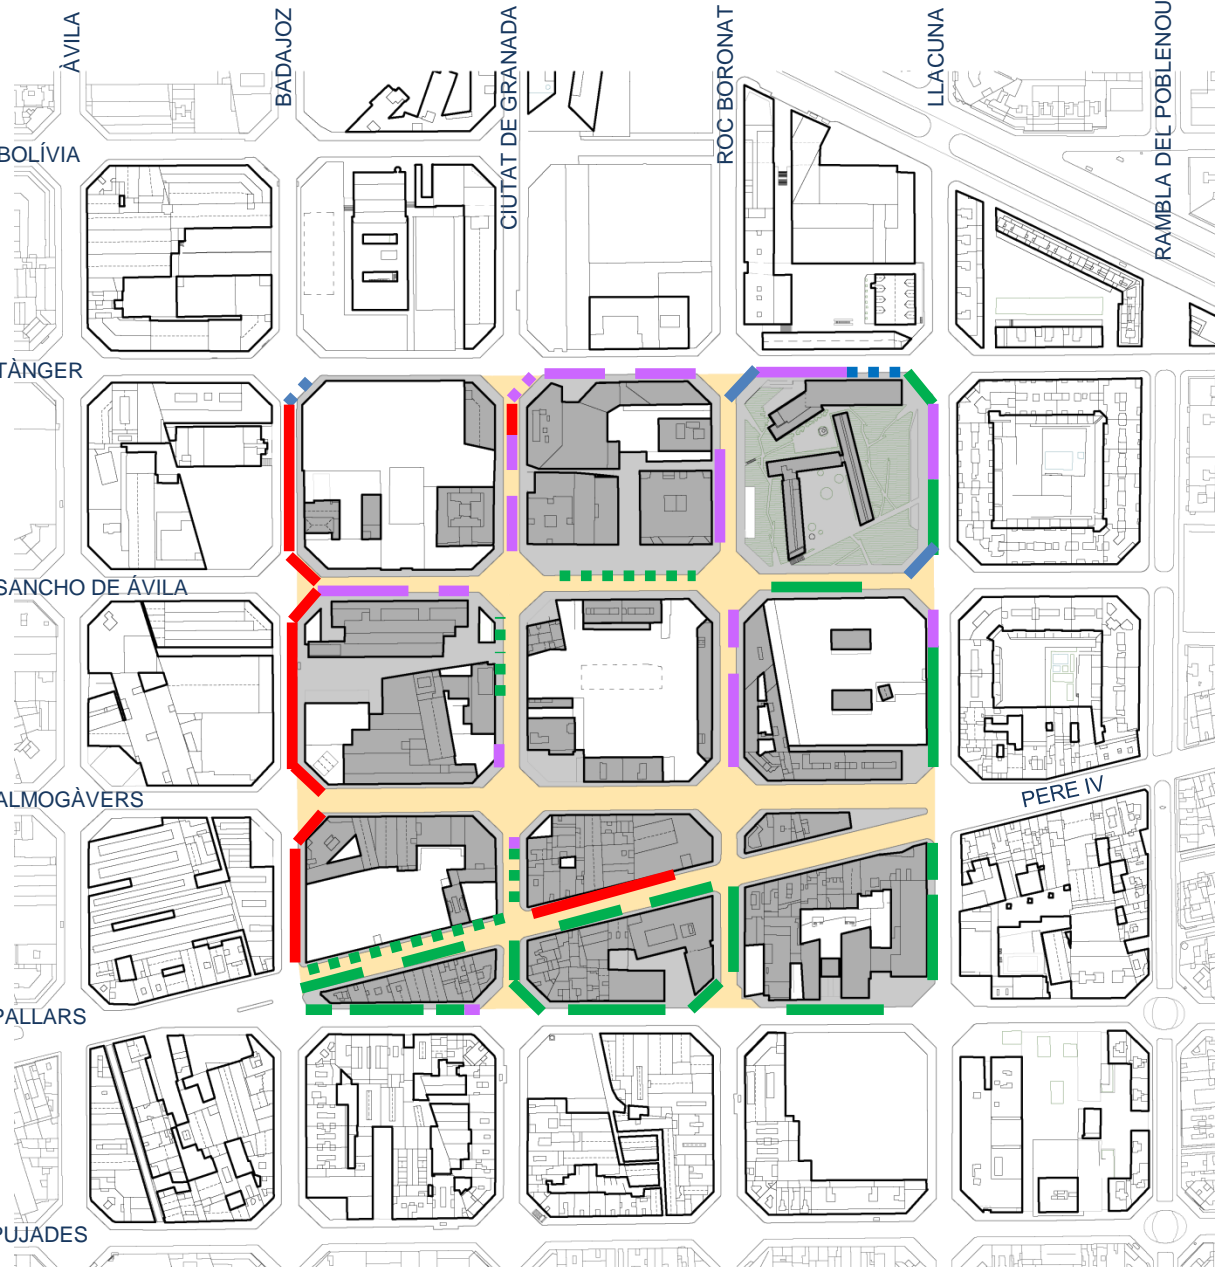 ÀVILA
BADAJOZ
CIUTAT DE GRANADA
ROC BORONAT
LLACUNA
RAMBLA DEL POBLENOU
BOLÍVIA
TÀNGER
SANCHO DE ÁVILA
ALMOGÀVERS
PERE IV
PALLARS
PUJADES